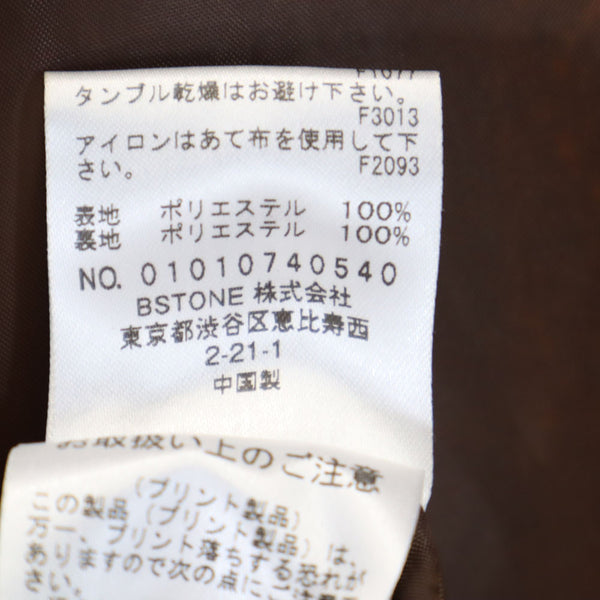 F1077
タンブル乾燥はお避け下さい。
F3013
アイロンはあて布を使用して下
さい。 F2093
表地 ポリエステル 100%
裏地 ポリエステル 100%
NO. 01010740540
BSTONE 株式会社
東京都渋谷区恵比寿西
2-21-1
中国製
お取扱い上のご注意
(プリント製品)
この製品(プリント製品)は、
万一、プリント落ちする恐れが
ありますので次の点にご注意
さい。